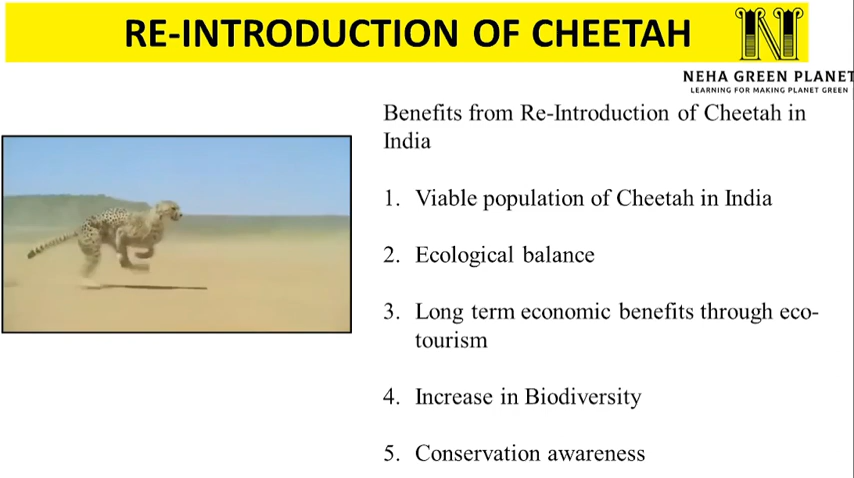 RE-INTRODUCTION OF CHEETAH
N
NEHA GREEN PLANET
LEARNING FOR MAKING PLANET GREEN
Benefits from Re-Introduction of Cheetah in
India
1. Viable population of Cheetah in India
2. Ecological balance
3. Long term economic benefits through eco-
tourism
4. Increase in Biodiversity
5. Conservation awareness